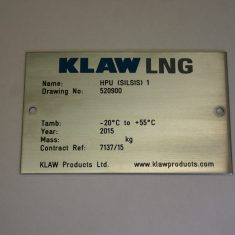 KLAW LNG
Name: HPU (SILSIS) 1
Drawing No: 520900
Tamb: -20°C to +55°C
Year: 2015
Mass: kg
Contract Ref: 7137/15
KLAW Products Ltd. www.klawproducts.com